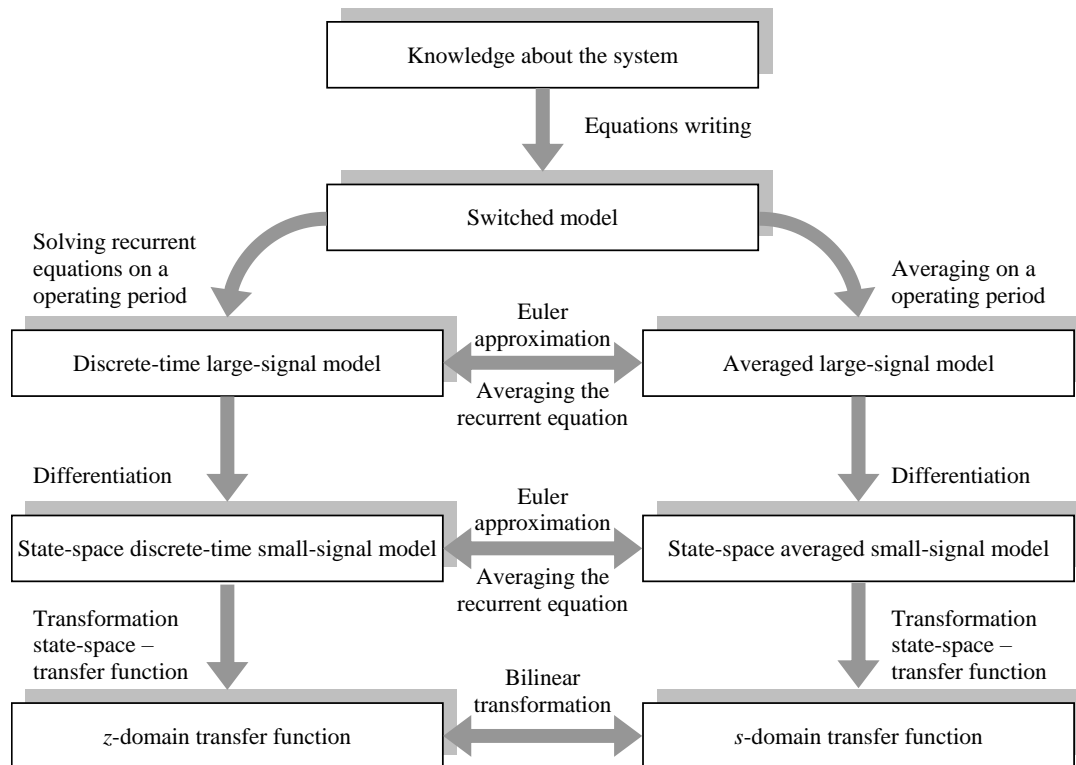 Knowledge about the system
Equations writing
Switched model
Solving recurrent
equations on a
operating period
Averaging on a
operating period
Euler
approximation
Discrete-time large-signal model
Averaged large-signal model
Averaging the
recurrent equation
Differentiation
Differentiation
Euler
approximation
State-space discrete-time small-signal model
State-space averaged small-signal model
Averaging the
recurrent equation
Transformation
state-space –
transfer function
Transformation
state-space –
transfer function
Bilinear
transformation
z-domain transfer function
s-domain transfer function